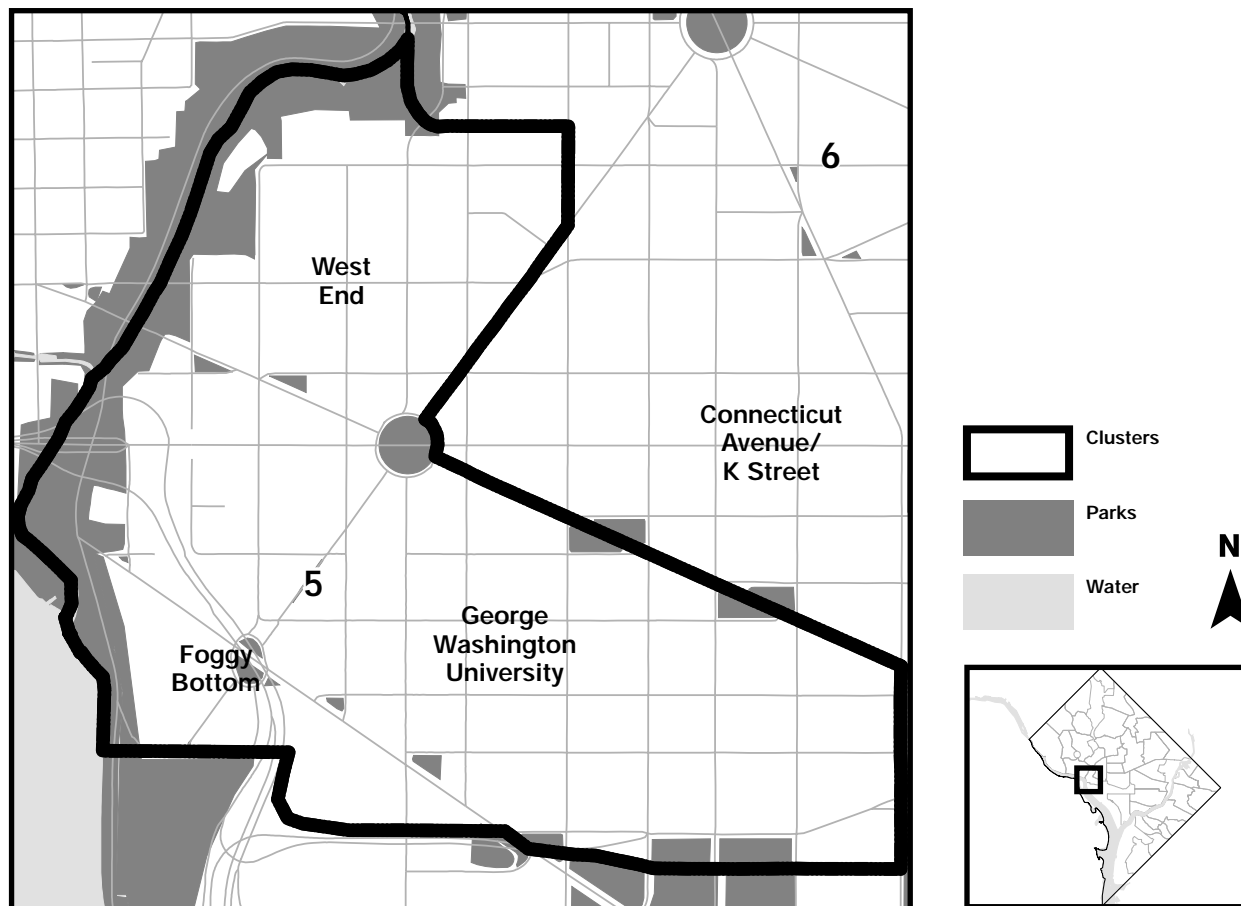 6
West
End
Connecticut
Avenue/
K Street
5
George
Washington
University
Foggy
Bottom
Clusters
Parks
Water
N